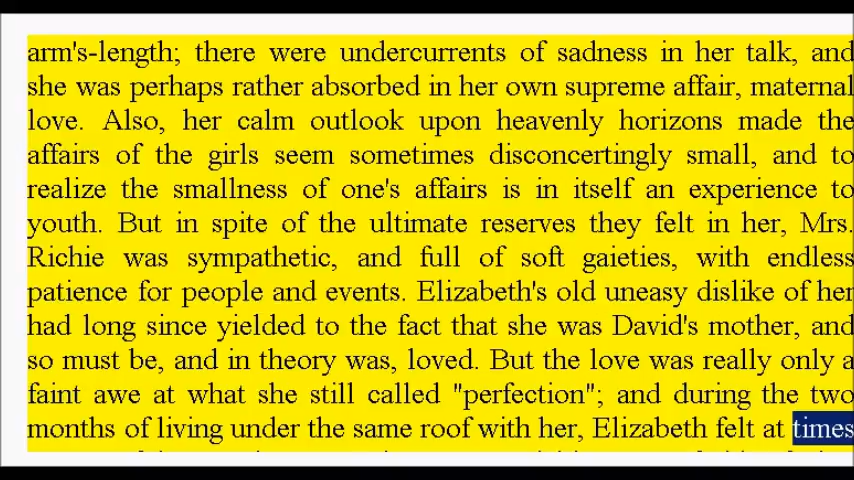 arm's-length; there were undercurrents of sadness in her talk, and
she was perhaps rather absorbed in her own supreme affair, maternal
love. Also, her calm outlook upon heavenly horizons made the
affairs of the girls seem sometimes disconcertingly small, and to
realize the smallness of one's affairs is in itself an experience to
youth. But in spite of the ultimate reserves they felt in her, Mrs.
Richie was sympathetic, and full of soft gaieties, with endless
patience for people and events. Elizabeth's old uneasy dislike of her
had long since yielded to the fact that she was David's mother, and
so must be, and in theory was, loved. But the love was really only a
faint awe at what she still called "perfection"; and during the two
months of living under the same roof with her, Elizabeth felt at times